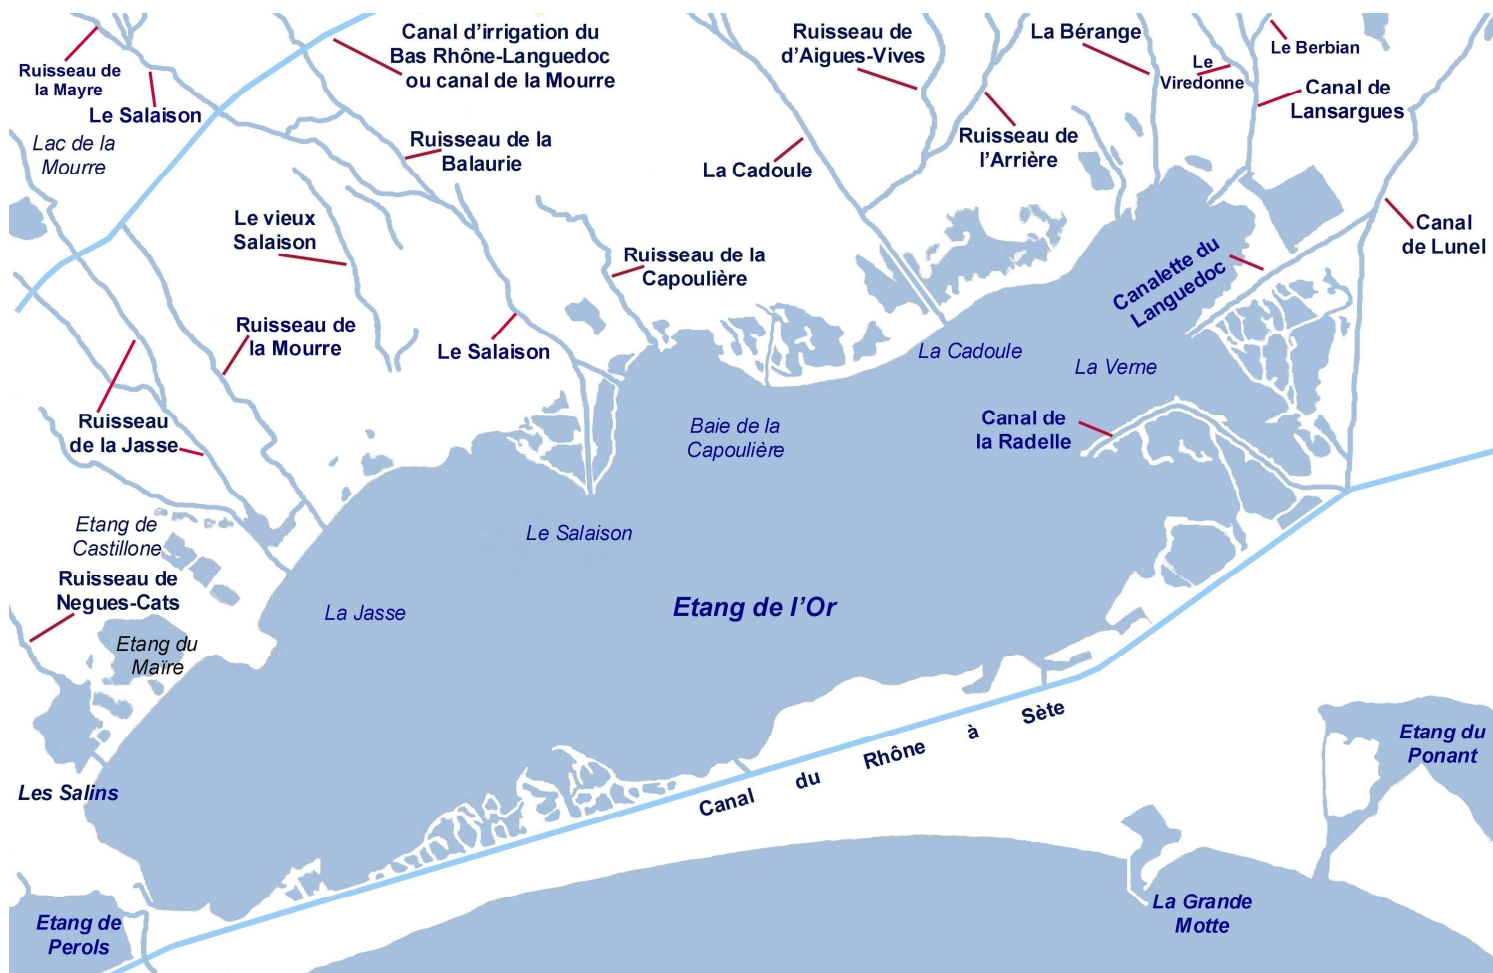 Ruisseau de
la Mayre
Le Salaison
Canal d’irrigation du
Bas Rhône-Languedoc
ou canal de la Mourre
Ruisseau de
d’Aigues-Vives
La Bérange
Le Berbian
Le
Viredonne
Canal de
Lansargues
Lac de la
Mourre
Ruisseau de la
Balaurie
La Cadoule
Ruisseau de
l’Arrière
Le vieux
Salaison
Ruisseau de la
Capoulière
Canalette du
Languedoc
Canal
de Lunel
Ruisseau de
la Mourre
Le Salaison
La Cadoule
La Verne
Ruisseau
de la Jasse
Baie de la
Capoulière
Canal de
la Radelle
Etang de
Castillone
Le Salaison
Ruisseau de
Negues-Cats
La Jasse
Etang de l’Or
Etang du
Maïre
Canal du Rhône à Sète
Etang du
Ponant
Les Salins
Etang de
Perols
La Grande
Motte